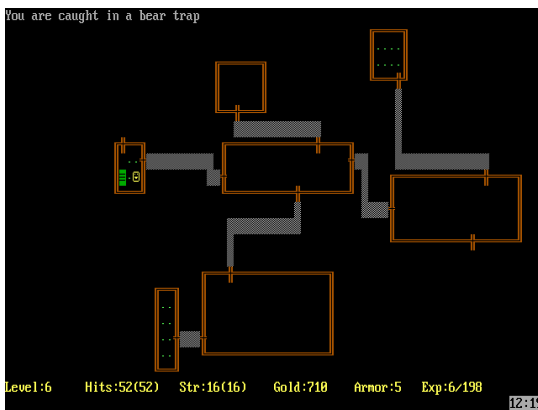 You are caught in a bear trap
Level:6 Hits:52(52) Str:16(16) Gold:710 Armor:5 Exp:6/198